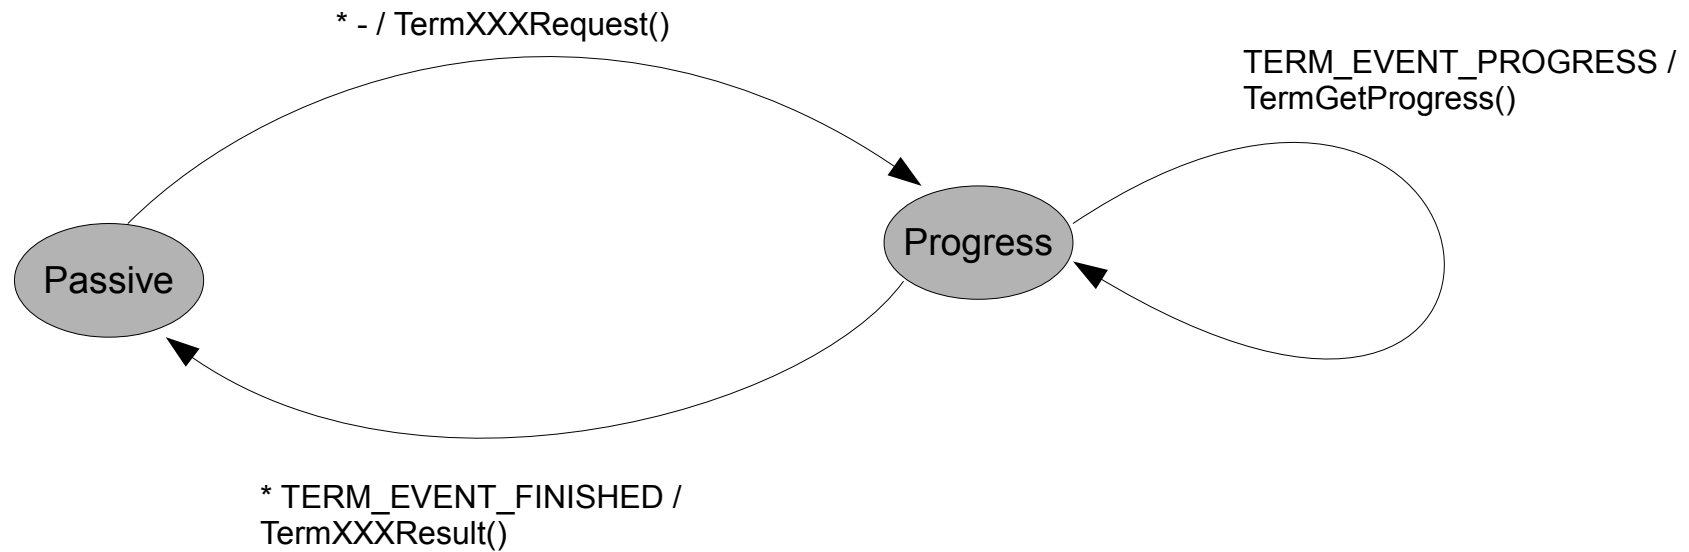 * - / TermXXXRequest()
TERM_EVENT_PROGRESS /
TermGetProgress()
Progress
Passive
* TERM_EVENT_FINISHED /
TermXXXResult()